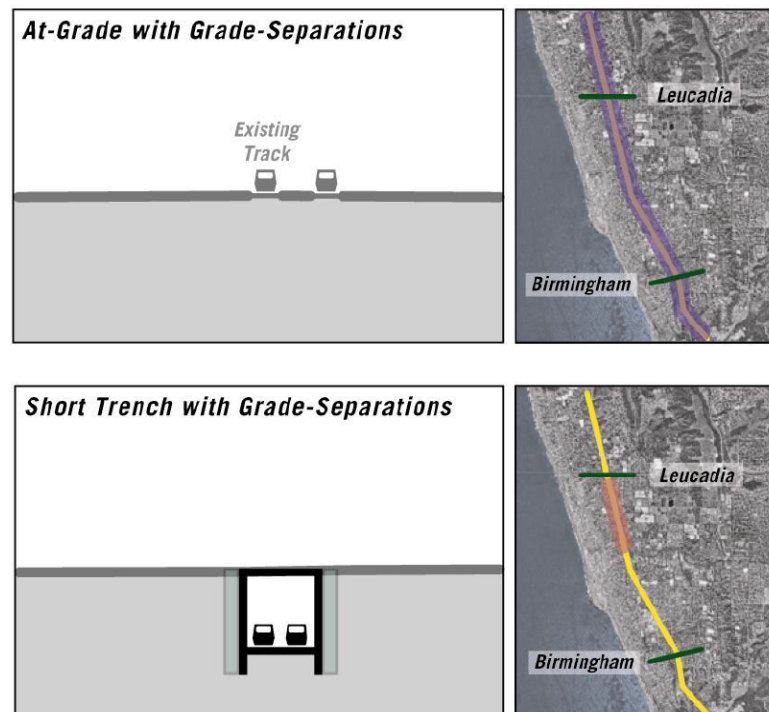 At-Grade with Grade-Separations
Existing
Track
Leucadia
Birmingham
Short Trench with Grade-Separations
Leucadia
Birmingham